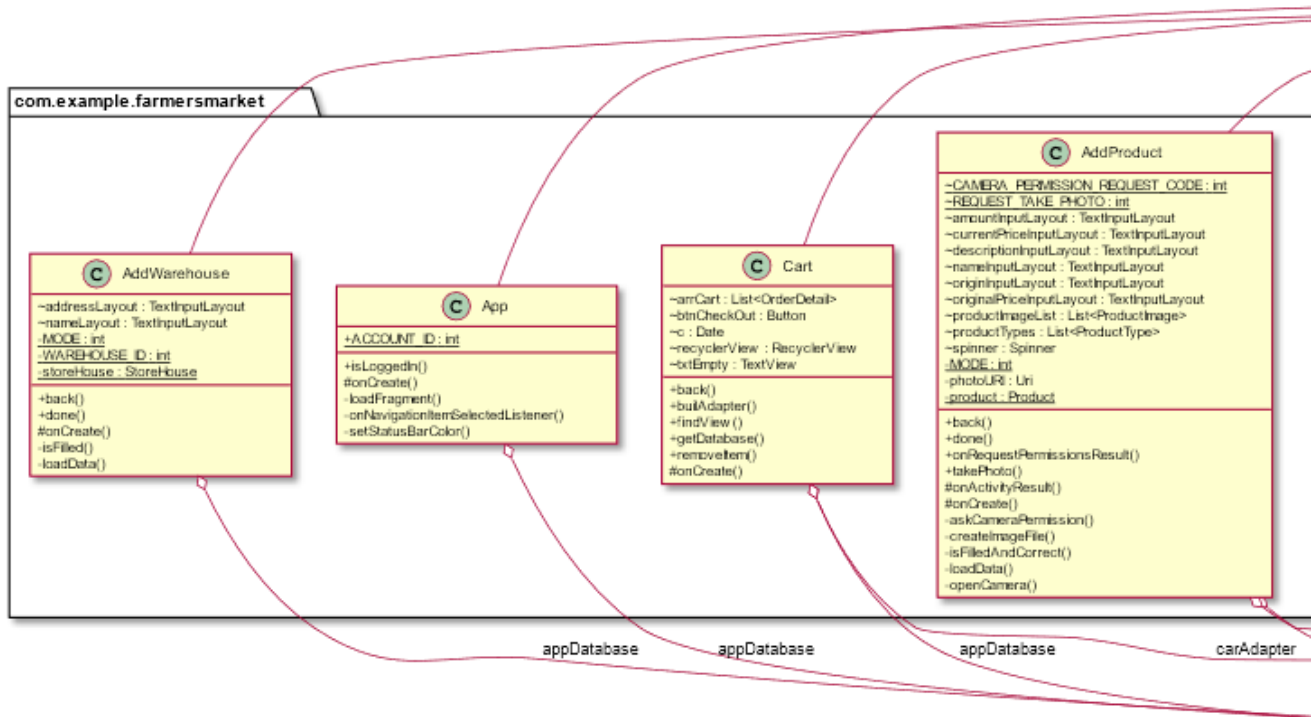 com.example.farmersmarket
C AddWarehouse
~addressLayout : TextInputLayout
~nameLayout : TextInputLayout
-MODE : int
-WAREHOUSE_ID : int
-storeHouse : StoreHouse
+back()
+done()
#onCreate()
-isFilled()
-loadData()
C App
+ACCOUNT_ID : int
+isLoggedIn()
#onCreate()
-loadFragment()
-onNavigationItemSelectedListener()
-setStatusBarColor()
C Cart
~arrCart : List<OrderDetail>
~btnCheckOut : Button
~c : Date
~recyclerView : RecyclerView
~txtEmpty : TextView
+back()
+builAdapter()
+findView()
+getDatabase()
+removeItem()
#onCreate()
C AddProduct
~CAMERA_PERMISSION_REQUEST_CODE : int
~REQUEST_TAKE_PHOTO : int
~amountInputLayout : TextInputLayout
~currentPriceInputLayout : TextInputLayout
~descriptionInputLayout : TextInputLayout
~nameInputLayout : TextInputLayout
~originInputLayout : TextInputLayout
~originalPriceInputLayout : TextInputLayout
~productImageList : List<ProductImage>
~productTypes : List<ProductType>
~spinner : Spinner
-MODE : int
-photoURI : Uri
-product : Product
+back()
+done()
+onRequestPermissionsResult()
+takePhoto()
#onActivityResult()
#onCreate()
-askCameraPermission()
-createImageFile()
-isFilledAndCorrect()
-loadData()
-openCamera()
appDatabase
appDatabase
appDatabase
carAdapter